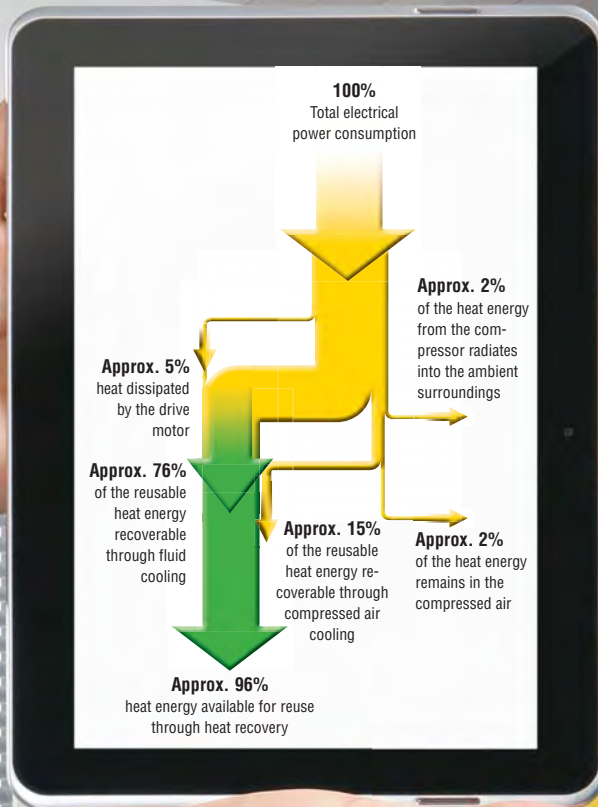 100%
Total electrical
power consumption
Approx. 2%
of the heat energy
from the com-
pressor radiates
into the ambient
surroundings
Approx. 5%
heat dissipated
by the drive
motor
Approx. 76%
of the reusable
heat energy
recoverable
through fluid
cooling
Approx. 15%
of the reusable
heat energy re-
coverable through
compressed air
cooling
Approx. 2%
of the heat energy
remains in the
compressed air
Approx. 96%
heat energy available for reuse
through heat recovery